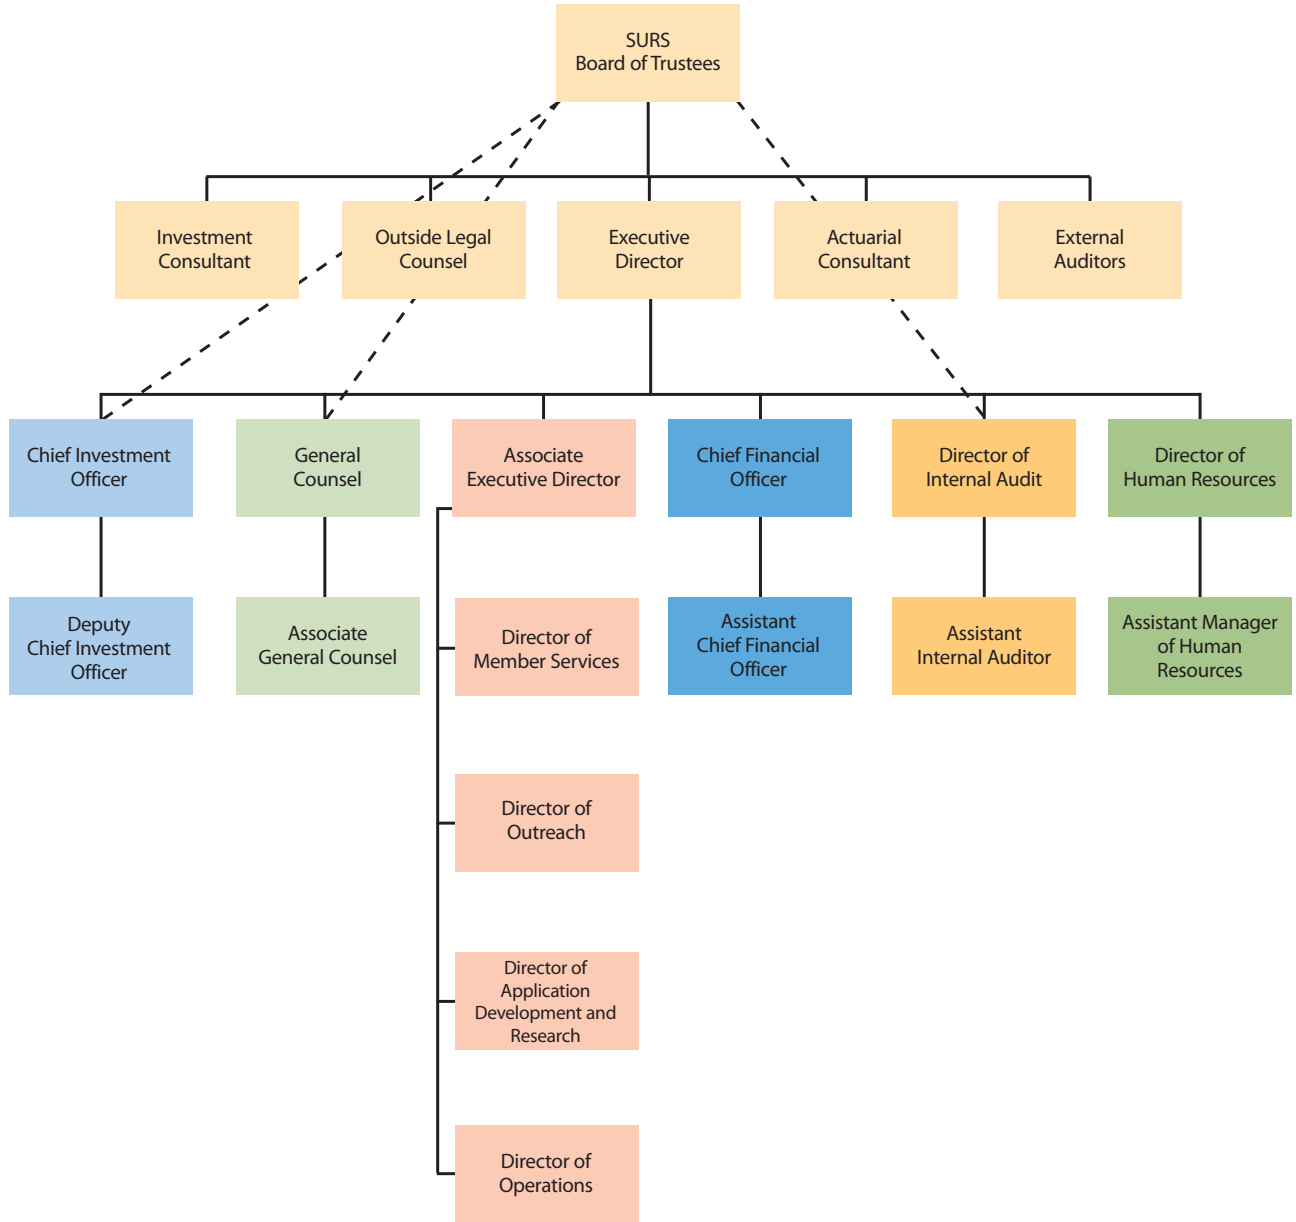 SURS
Board of Trustees
Investment
Consultant
Outside Legal
Counsel
Executive
Director
Actuarial
Consultant
External
Auditors
Chief Investment
Officer
General
Counsel
Associate
Executive Director
Chief Financial
Officer
Director of
Internal Audit
Director of
Human Resources
Deputy
Chief Investment
Officer
Associate
General Counsel
Director of
Member Services
Assistant
Chief Financial
Officer
Assistant
Internal Auditor
Assistant Manager
of Human
Resources
Director of
Outreach
Director of
Application
Development and
Research
Director of
Operations